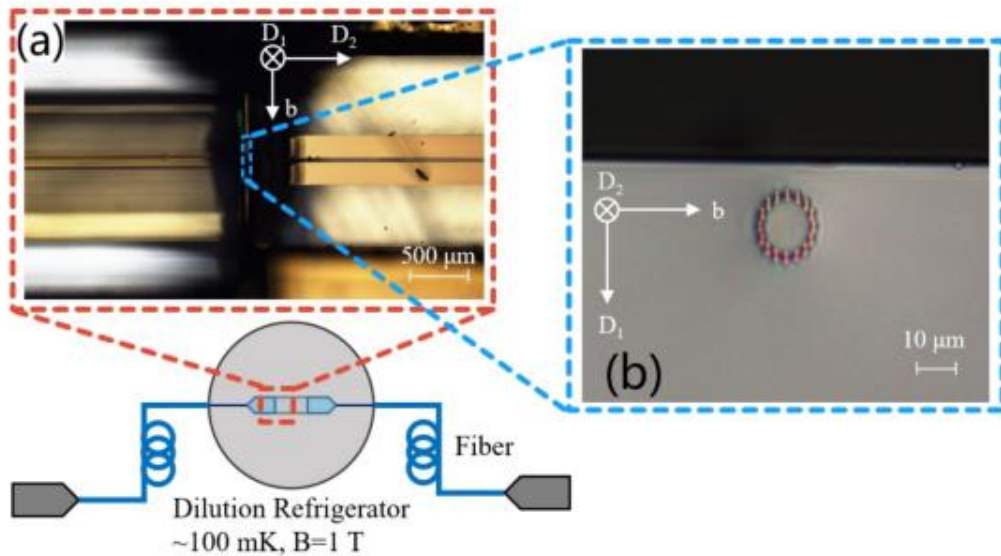 (a)
D₁
D₂
b
500 μm
D₂
b
D₁
10 μm
(b)
Fiber
Dilution Refrigerator
~100 mK, B=1 T